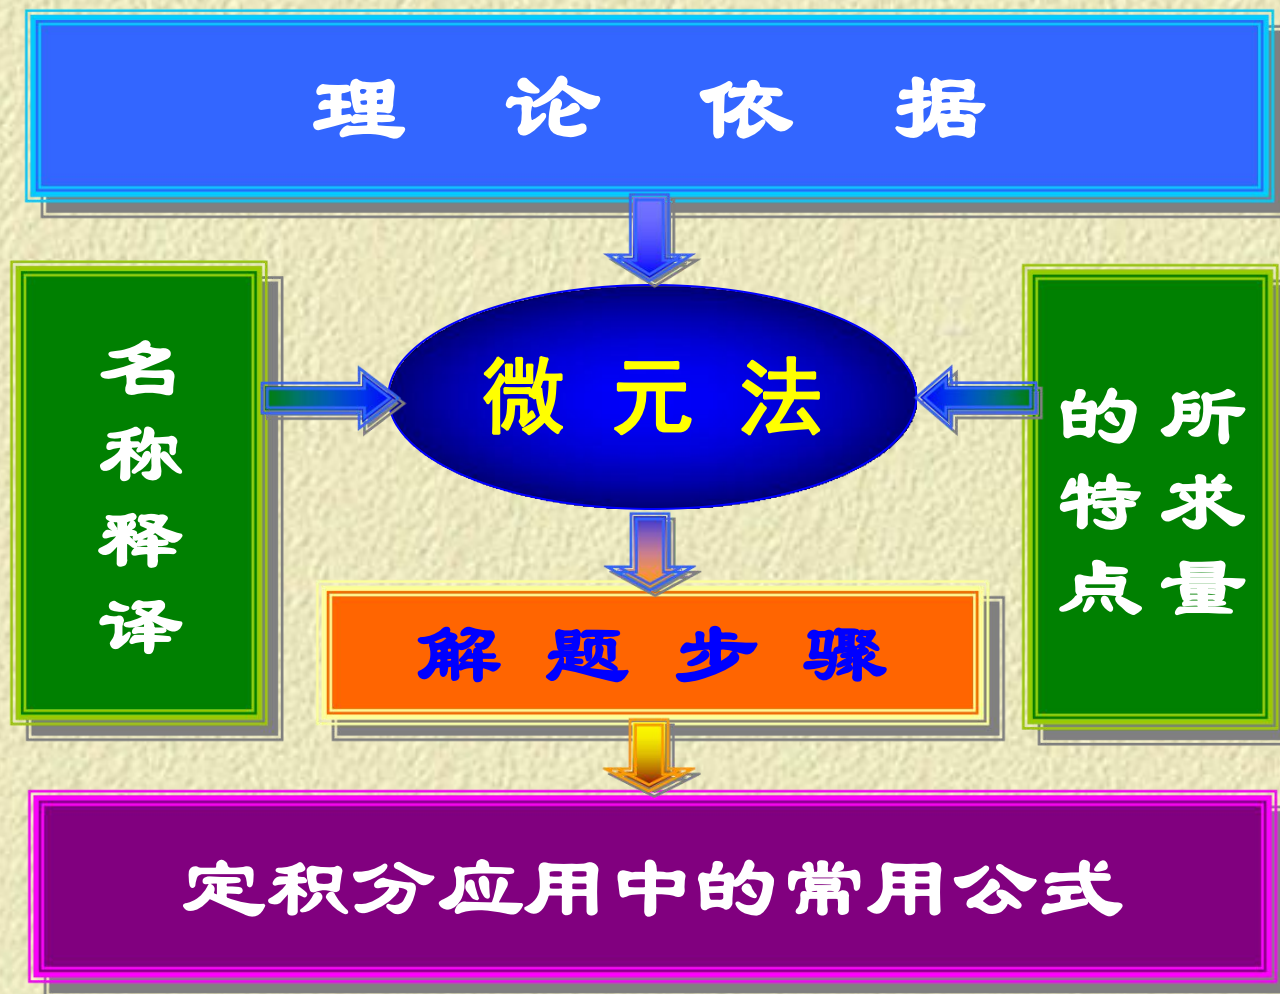 理论依据
名称释译
微元法
所求量
的特点
解题步骤
定积分应用中的常用公式